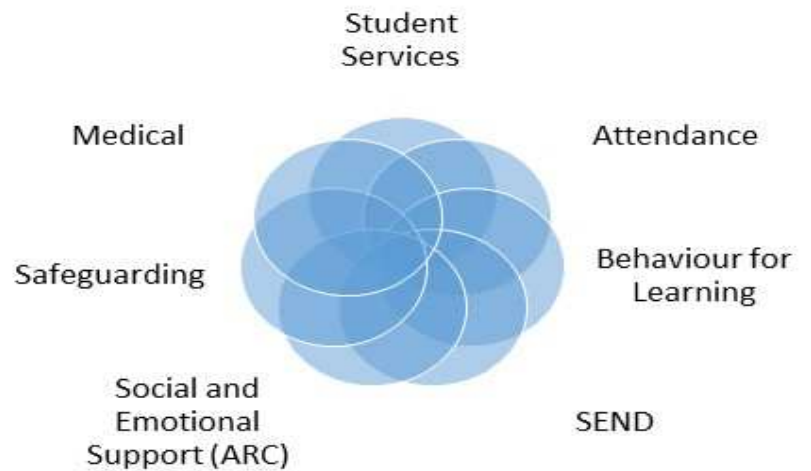 Student
Services
Medical
Attendance
Safeguarding
Behaviour for
Learning
Social and
Emotional
Support (ARC)
SEND